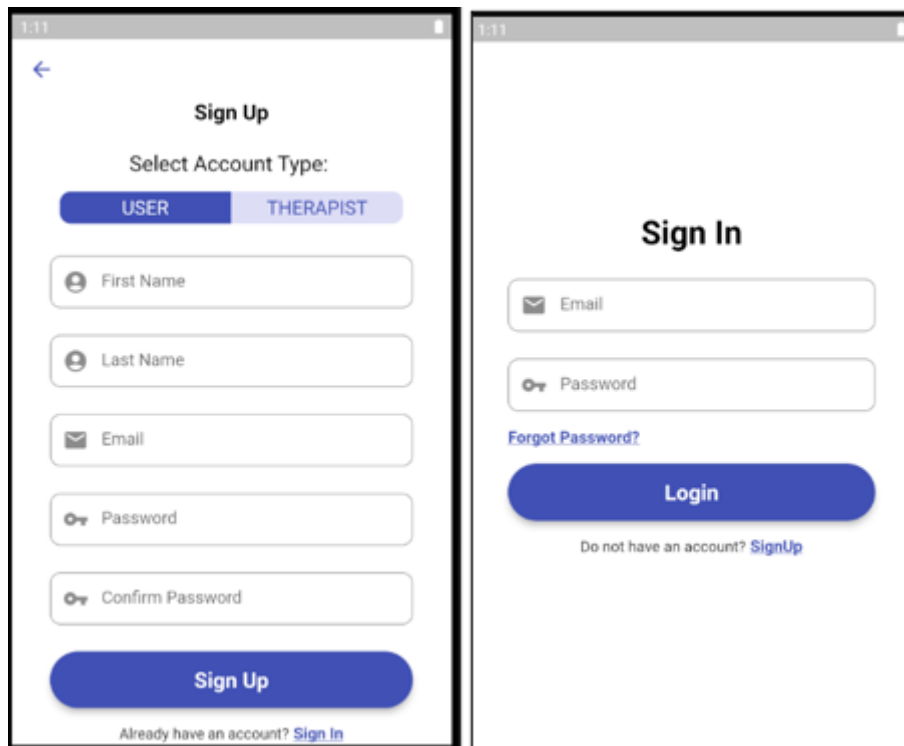 1:11
Sign Up
Select Account Type:
USER THERAPIST
First Name
Last Name
Email
Password
Confirm Password
Sign Up
Already have an account? Sign In
1:11
Sign In
Email
Password
Forgot Password?
Login
Do not have an account? SignUp